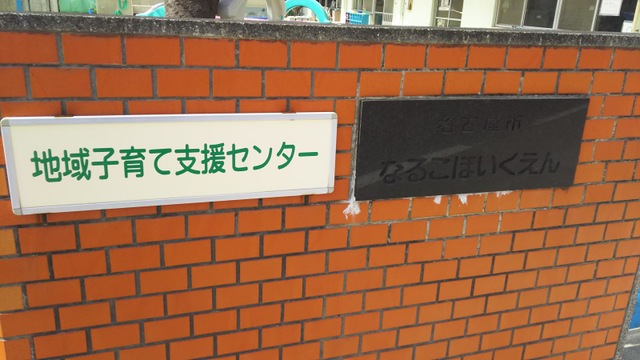 地域子育て支援センター
名古屋市
なるこほいくえん